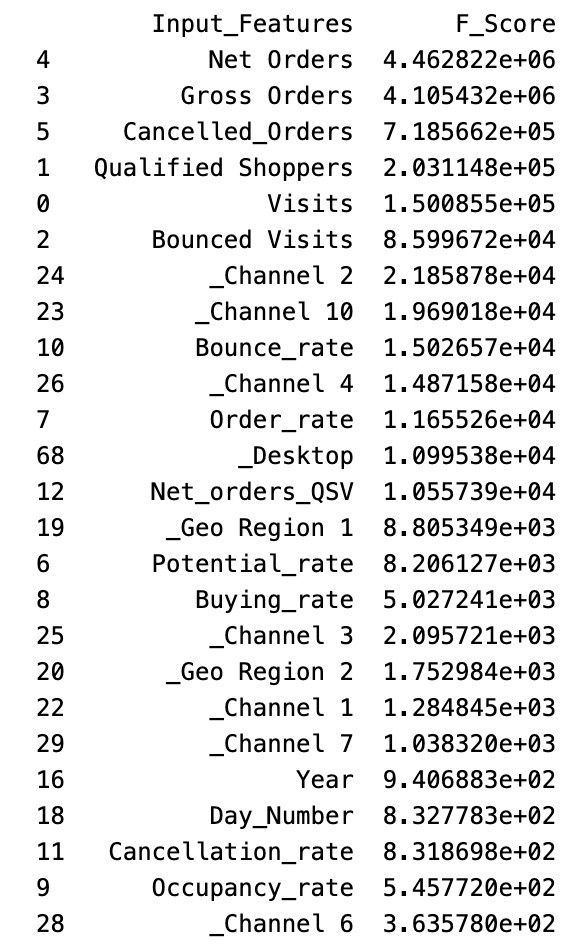 Input_Features F_Score
4 Net Orders 4.462822e+06
3 Gross Orders 4.105432e+06
5 Cancelled_Orders 7.185662e+05
1 Qualified Shoppers 2.031148e+05
0 Visits 1.500855e+05
2 Bounced Visits 8.599672e+04
24 _Channel 2 2.185878e+04
23 _Channel 10 1.969018e+04
10 Bounce_rate 1.502657e+04
26 _Channel 4 1.487158e+04
7 Order_rate 1.165526e+04
68 _Desktop 1.099538e+04
12 Net_orders_QSV 1.055739e+04
19 _Geo Region 1 8.805349e+03
6 Potential_rate 8.206127e+03
8 Buying_rate 5.027241e+03
25 _Channel 3 2.095721e+03
20 _Geo Region 2 1.752984e+03
22 _Channel 1 1.284845e+03
29 _Channel 7 1.038320e+03
16 Year 9.406883e+02
18 Day_Number 8.327783e+02
11 Cancellation_rate 8.318698e+02
9 Occupancy_rate 5.457720e+02
28 _Channel 6 3.635780e+02